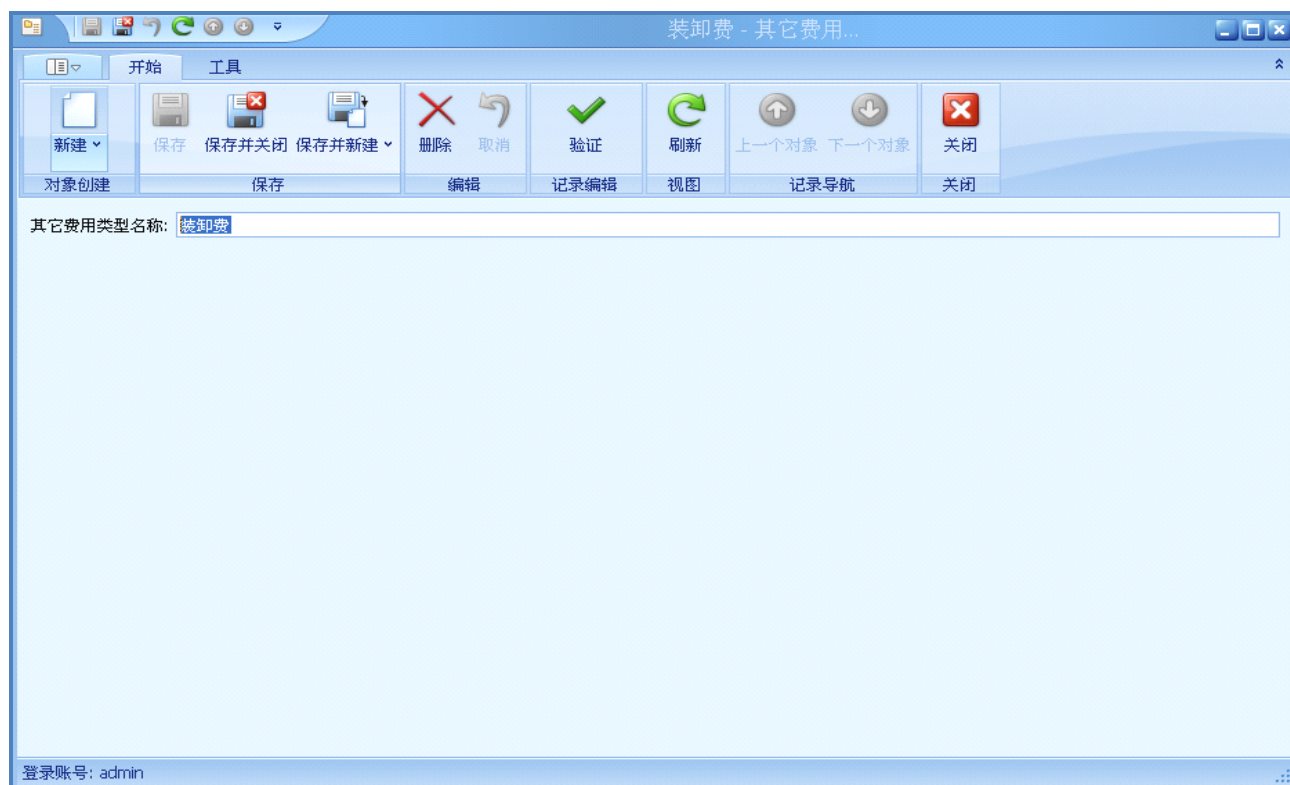 装卸费 - 其它费用...
开始 工具
新建 保存 保存并关闭 保存并新建 删除 取消 验证 刷新 上一个对象 下一个对象 关闭
对象创建 保存 编辑 记录编辑 视图 记录导航 关闭
其它费用类型名称: 装卸费
登录账号: admin